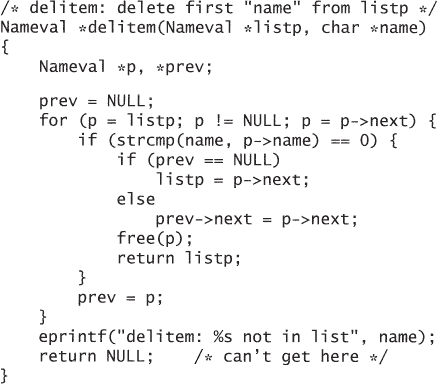 /* delitem: delete first "name" from listp */
Nameval *delitem(Nameval *listp, char *name)
{
    Nameval *p, *prev;

    prev = NULL;
    for (p = listp; p != NULL; p = p->next) {
        if (strcmp(name, p->name) == 0) {
            if (prev == NULL)
                listp = p->next;
            else
                prev->next = p->next;
            free(p);
            return listp;
        }
        prev = p;
    }
    eprintf("delitem: %s not in list", name);
    return NULL;    /* can't get here */
}